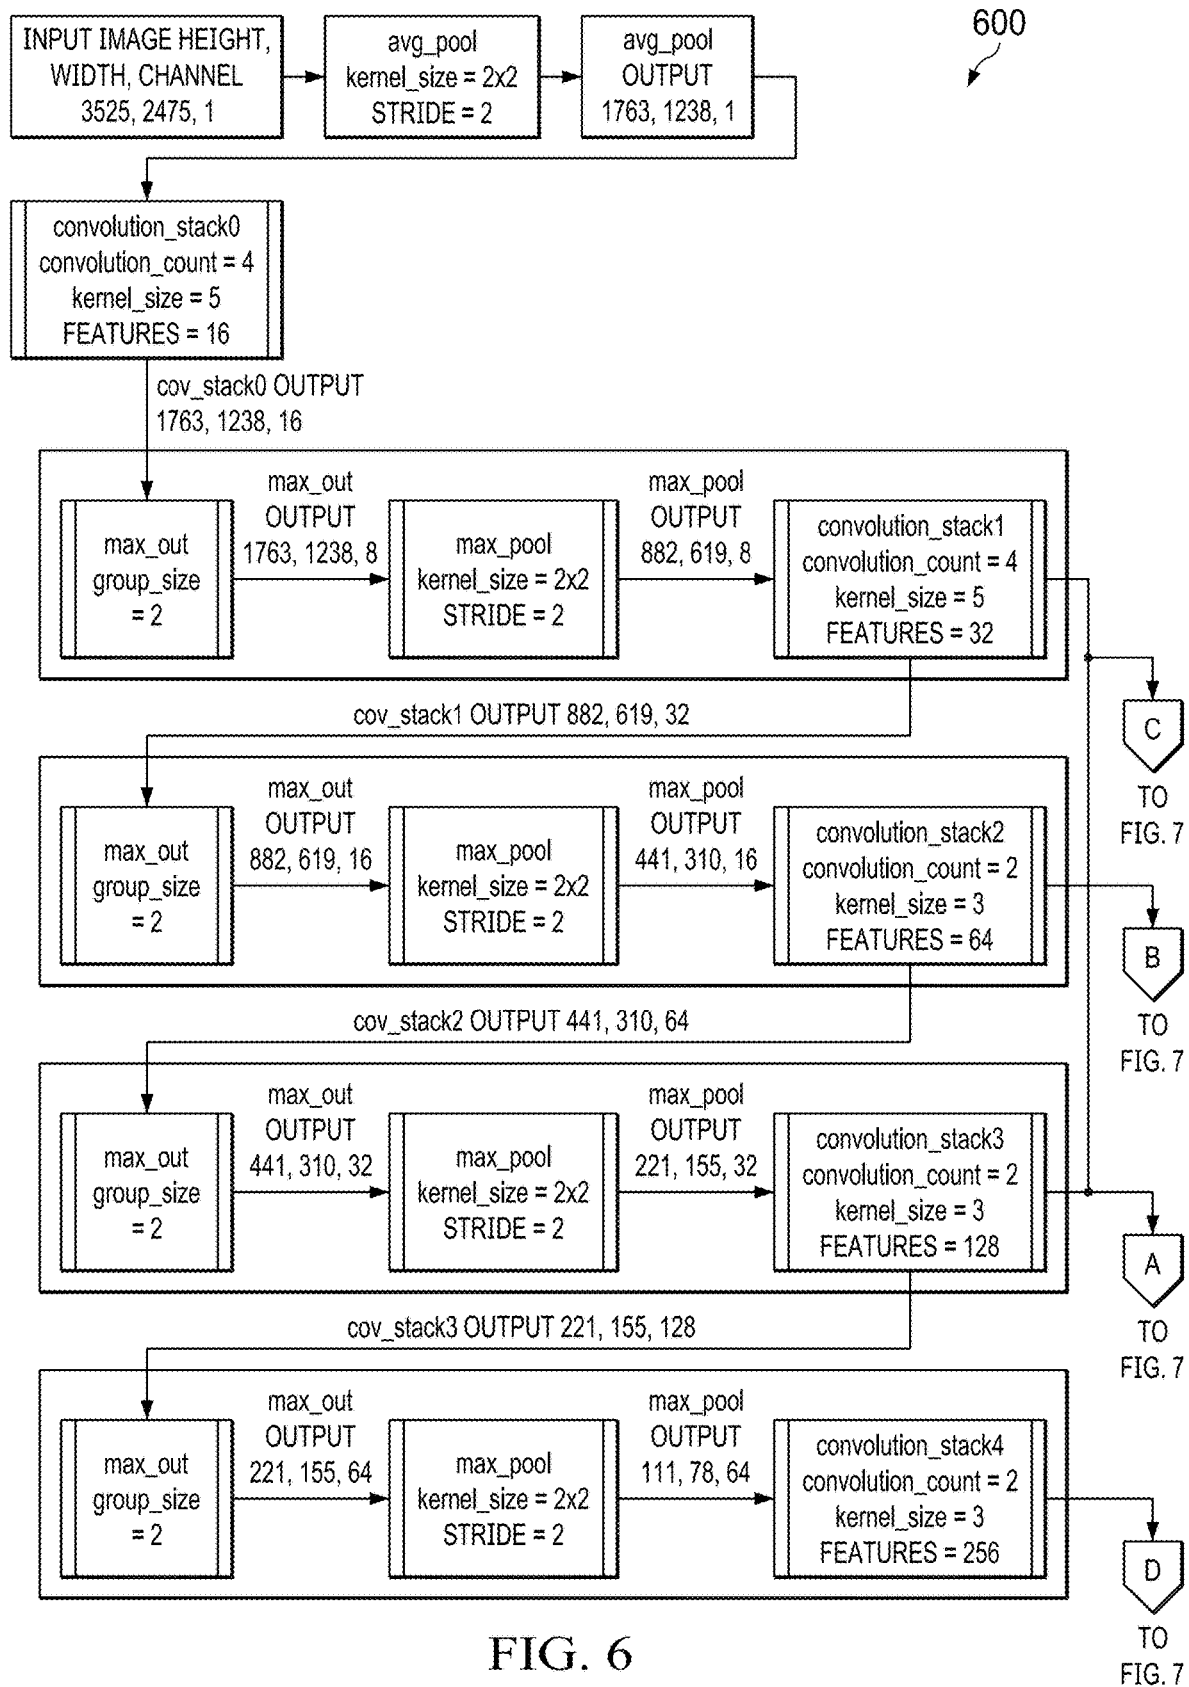 600
INPUT IMAGE HEIGHT,
WIDTH, CHANNEL
3525, 2475, 1
avg_pool
kernel_size = 2x2
STRIDE = 2
avg_pool
OUTPUT
1763, 1238, 1
convolution_stack0
convolution_count = 4
kernel_size = 5
FEATURES = 16
cov_stack0 OUTPUT
1763, 1238, 16
max_out
group_size
= 2
max_out
OUTPUT
1763, 1238, 8
max_pool
kernel_size = 2x2
STRIDE = 2
max_pool
OUTPUT
882, 619, 8
convolution_stack1
convolution_count = 4
kernel_size = 5
FEATURES = 32
C
TO
FIG. 7
cov_stack1 OUTPUT 882, 619, 32
max_out
group_size
= 2
max_out
OUTPUT
882, 619, 16
max_pool
kernel_size = 2x2
STRIDE = 2
max_pool
OUTPUT
441, 310, 16
convolution_stack2
convolution_count = 2
kernel_size = 3
FEATURES = 64
B
TO
FIG. 7
cov_stack2 OUTPUT 441, 310, 64
max_out
group_size
= 2
max_out
OUTPUT
441, 310, 32
max_pool
kernel_size = 2x2
STRIDE = 2
max_pool
OUTPUT
221, 155, 32
convolution_stack3
convolution_count = 2
kernel_size = 3
FEATURES = 128
A
TO
FIG. 7
cov_stack3 OUTPUT 221, 155, 128
max_out
group_size
= 2
max_out
OUTPUT
221, 155, 64
max_pool
kernel_size = 2x2
STRIDE = 2
max_pool
OUTPUT
111, 78, 64
convolution_stack4
convolution_count = 2
kernel_size = 3
FEATURES = 256
D
TO
FIG. 7
FIG. 6